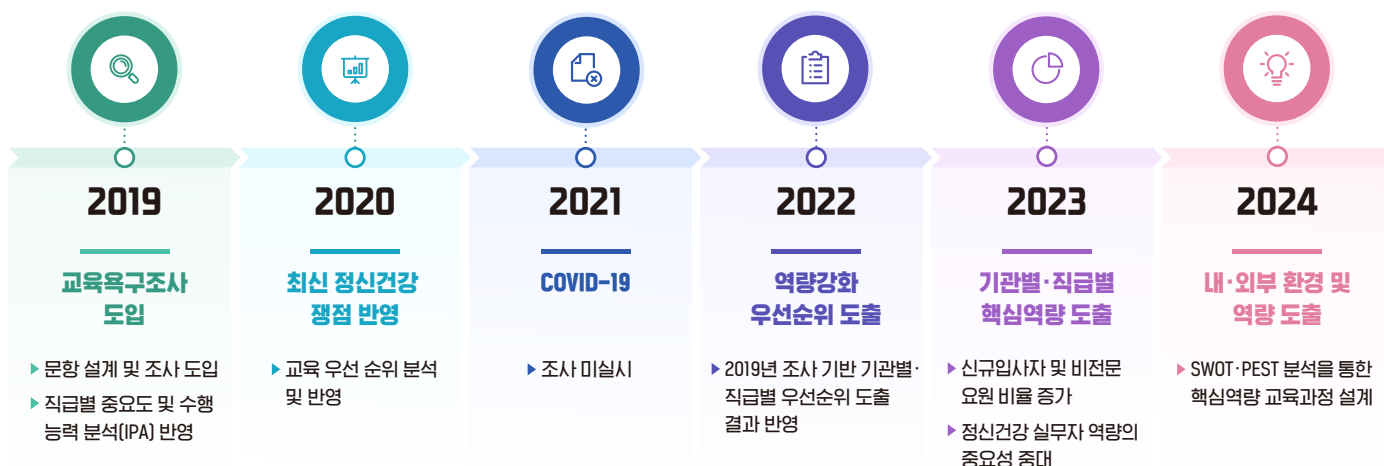 2019
교육욕구조사
도입
▶ 문항 설계 및 조사 도입
▶ 직급별 중요도 및 수행
능력 분석(IPA) 반영
2020
최신 정신건강
쟁점 반영
▶ 교육 우선 순위 분석
및 반영
2021
COVID-19
▶ 조사 미실시
2022
역량강화
우선순위 도출
▶ 2019년 조사 기반 기관별·
직급별 우선순위 도출
결과 반영
2023
기관별·직급별
핵심역량 도출
▶ 신규입사자 및 비전문
요원 비율 증가
▶ 정신건강 실무자 역량의
중요성 증대
2024
내·외부 환경 및
역량 도출
▶ SWOT·PEST 분석을 통한
핵심역량 교육과정 설계